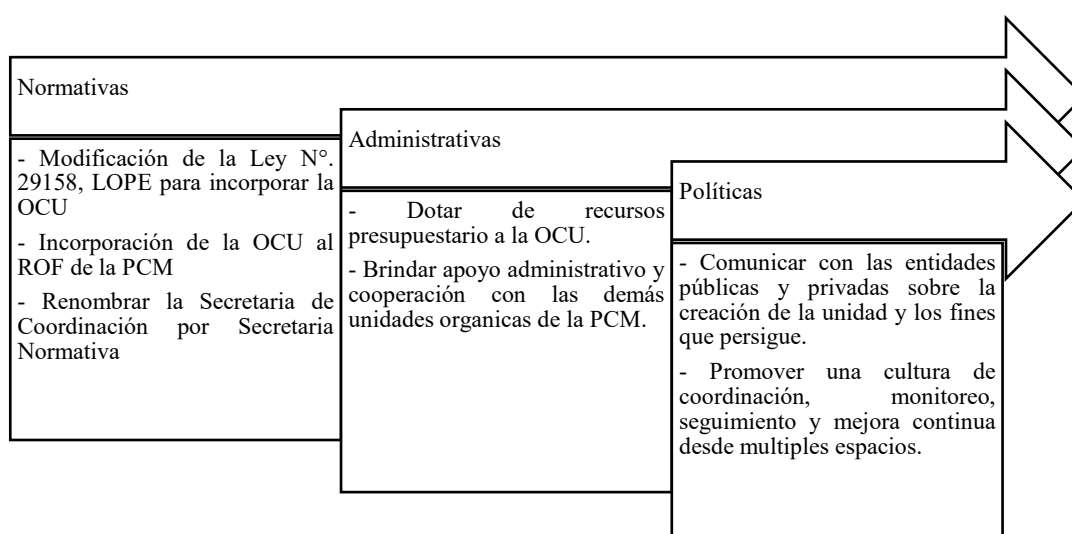 Normativas
- Modificación de la Ley N°.
29158, LOPE para incorporar la
OCU
- Incorporación de la OCU al
ROF de la PCM
- Renombrar la Secretaria de
Coordinación por Secretaria
Normativa
Administrativas
- Dotar de recursos
presupuestario a la OCU.
- Brindar apoyo administrativo y
cooperación con las demás
unidades organicas de la PCM.
Políticas
- Comunicar con las entidades
públicas y privadas sobre la
creación de la unidad y los fines
que persigue.
- Promover una cultura de
coordinación, monitoreo,
seguimiento y mejora continua
desde multiples espacios.